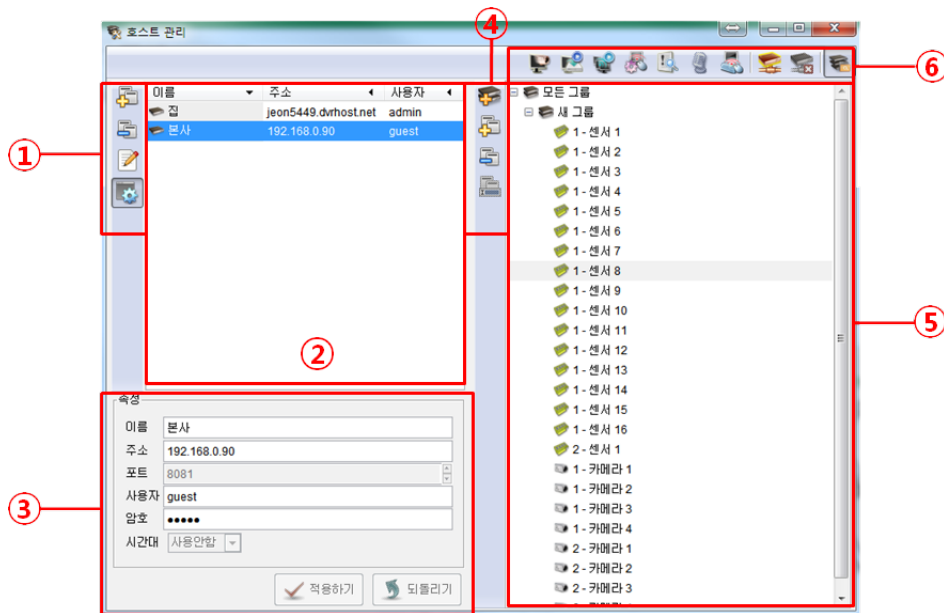 호스트 관리
④
⑥
①
이름 주소 사용자
집 jeon5449.dvrhost.net admin
본사 192.168.0.90 guest
②
속성
이름 본사
주소 192.168.0.90
포트 8081
사용자 guest
암호 •••••
시간대 사용안함
적용하기 되돌리기
③
모든 그룹
새 그룹
1 - 센서 1
1 - 센서 2
1 - 센서 3
1 - 센서 4
1 - 센서 5
1 - 센서 6
1 - 센서 7
1 - 센서 8
1 - 센서 9
1 - 센서 10
1 - 센서 11
1 - 센서 12
1 - 센서 13
1 - 센서 14
1 - 센서 15
1 - 센서 16
2 - 센서 1
1 - 카메라 1
1 - 카메라 2
1 - 카메라 3
1 - 카메라 4
2 - 카메라 1
2 - 카메라 2
2 - 카메라 3
⑤